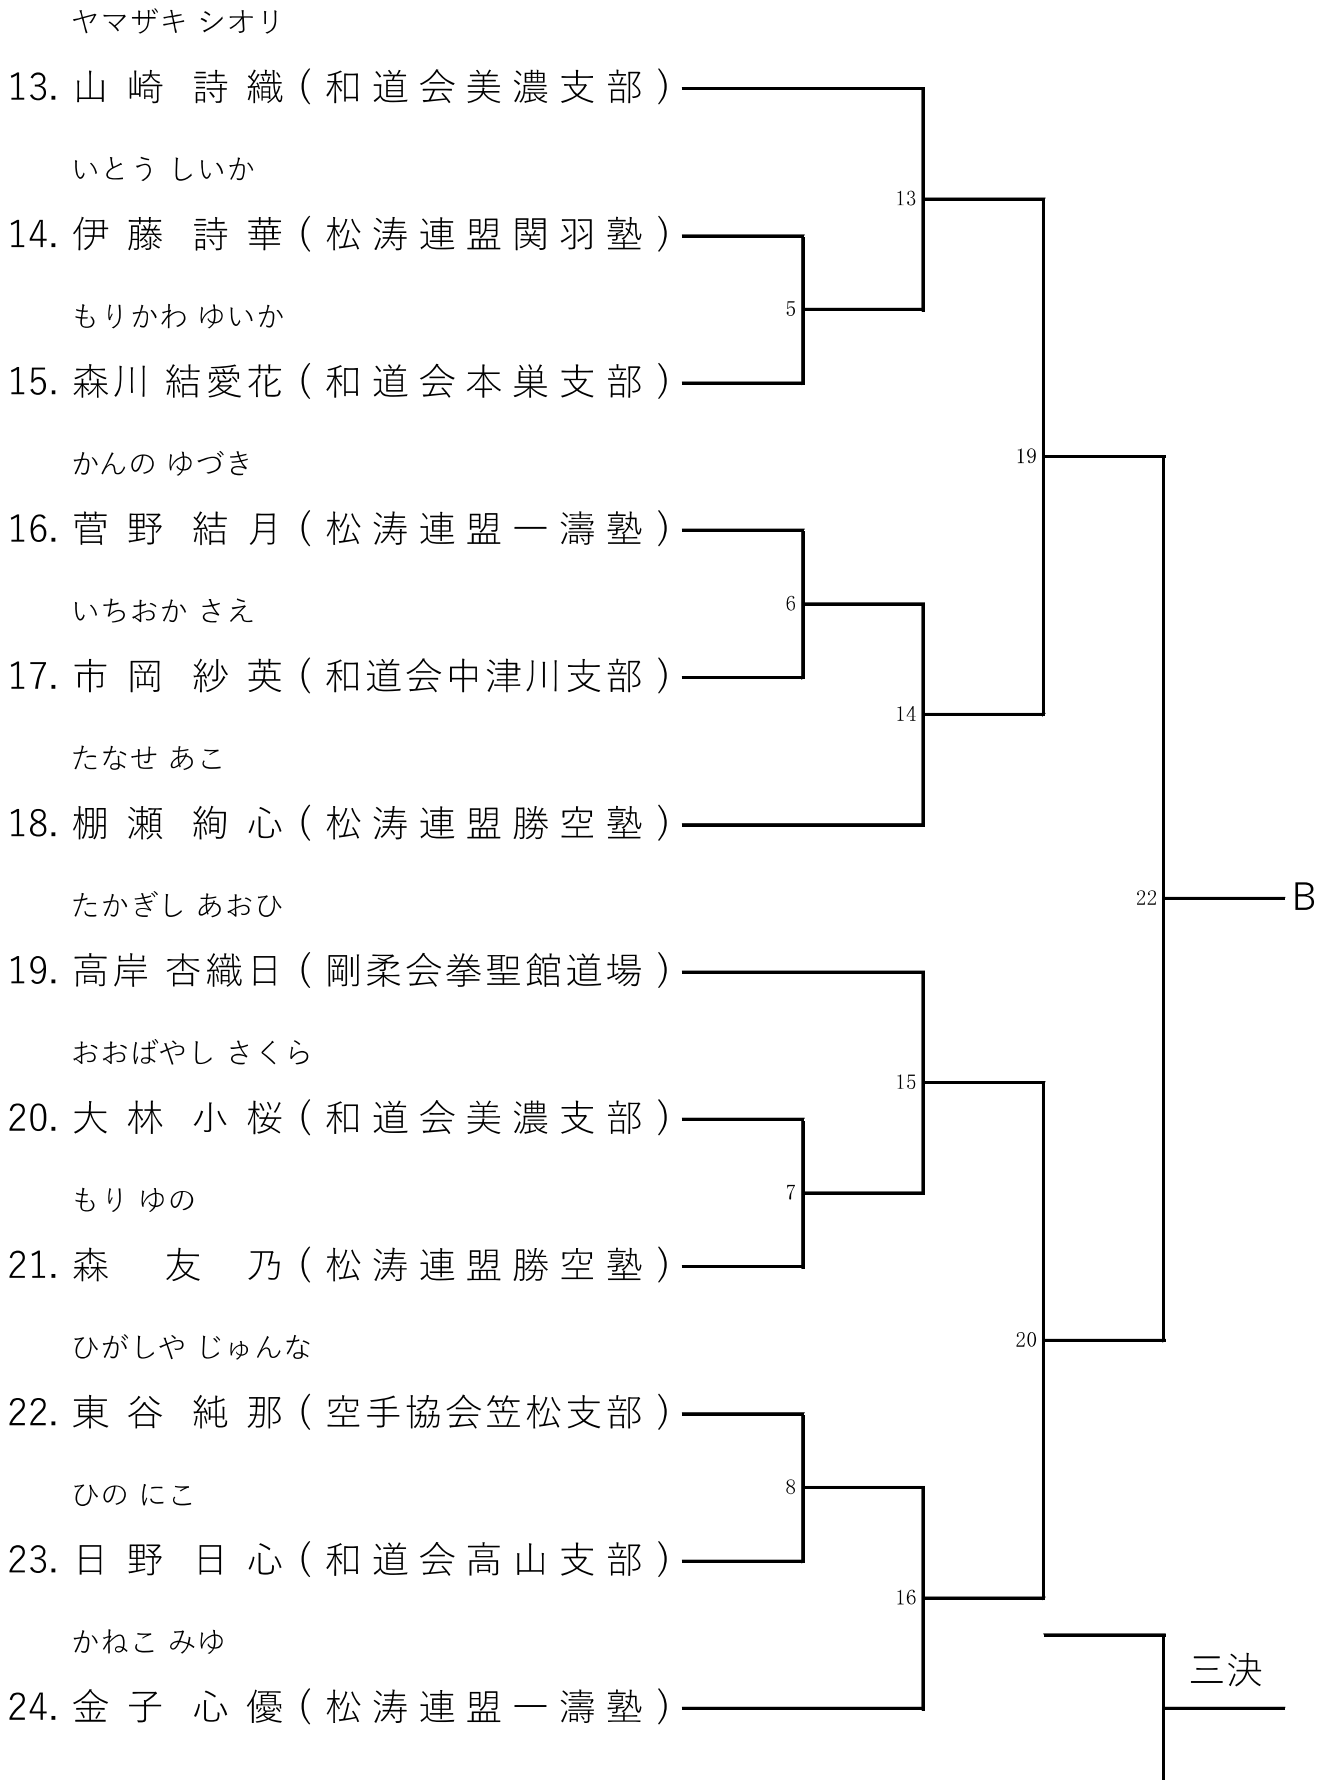 ヤマザキ シオリ
13. 山崎 詩織(和道会美濃支部)
13
いとう しいか
14. 伊藤 詩華(松涛連盟関羽塾)
5
もりかわ ゆいか
15. 森川 結愛花(和道会本巣支部)
19
かんの ゆづき
16. 菅野 結月(松涛連盟一濤塾)
6
いちおか さえ
17. 市岡 紗英(和道会中津川支部)
14
たなせ あこ
18. 棚瀬 絢心(松涛連盟勝空塾)
22 B
たかぎし あおひ
19. 高岸 杏織日(剛柔会拳聖館道場)
おおばやし さくら
15
20. 大林 小桜(和道会美濃支部)
7
もり ゆの
21. 森 友乃(松涛連盟勝空塾)
20
ひがしや じゅんな
22. 東谷 純那(空手協会笠松支部)
8
ひの にこ
23. 日野 日心(和道会高山支部)
16
かねこ みゆ
三決
24. 金子 心優(松涛連盟一濤塾)